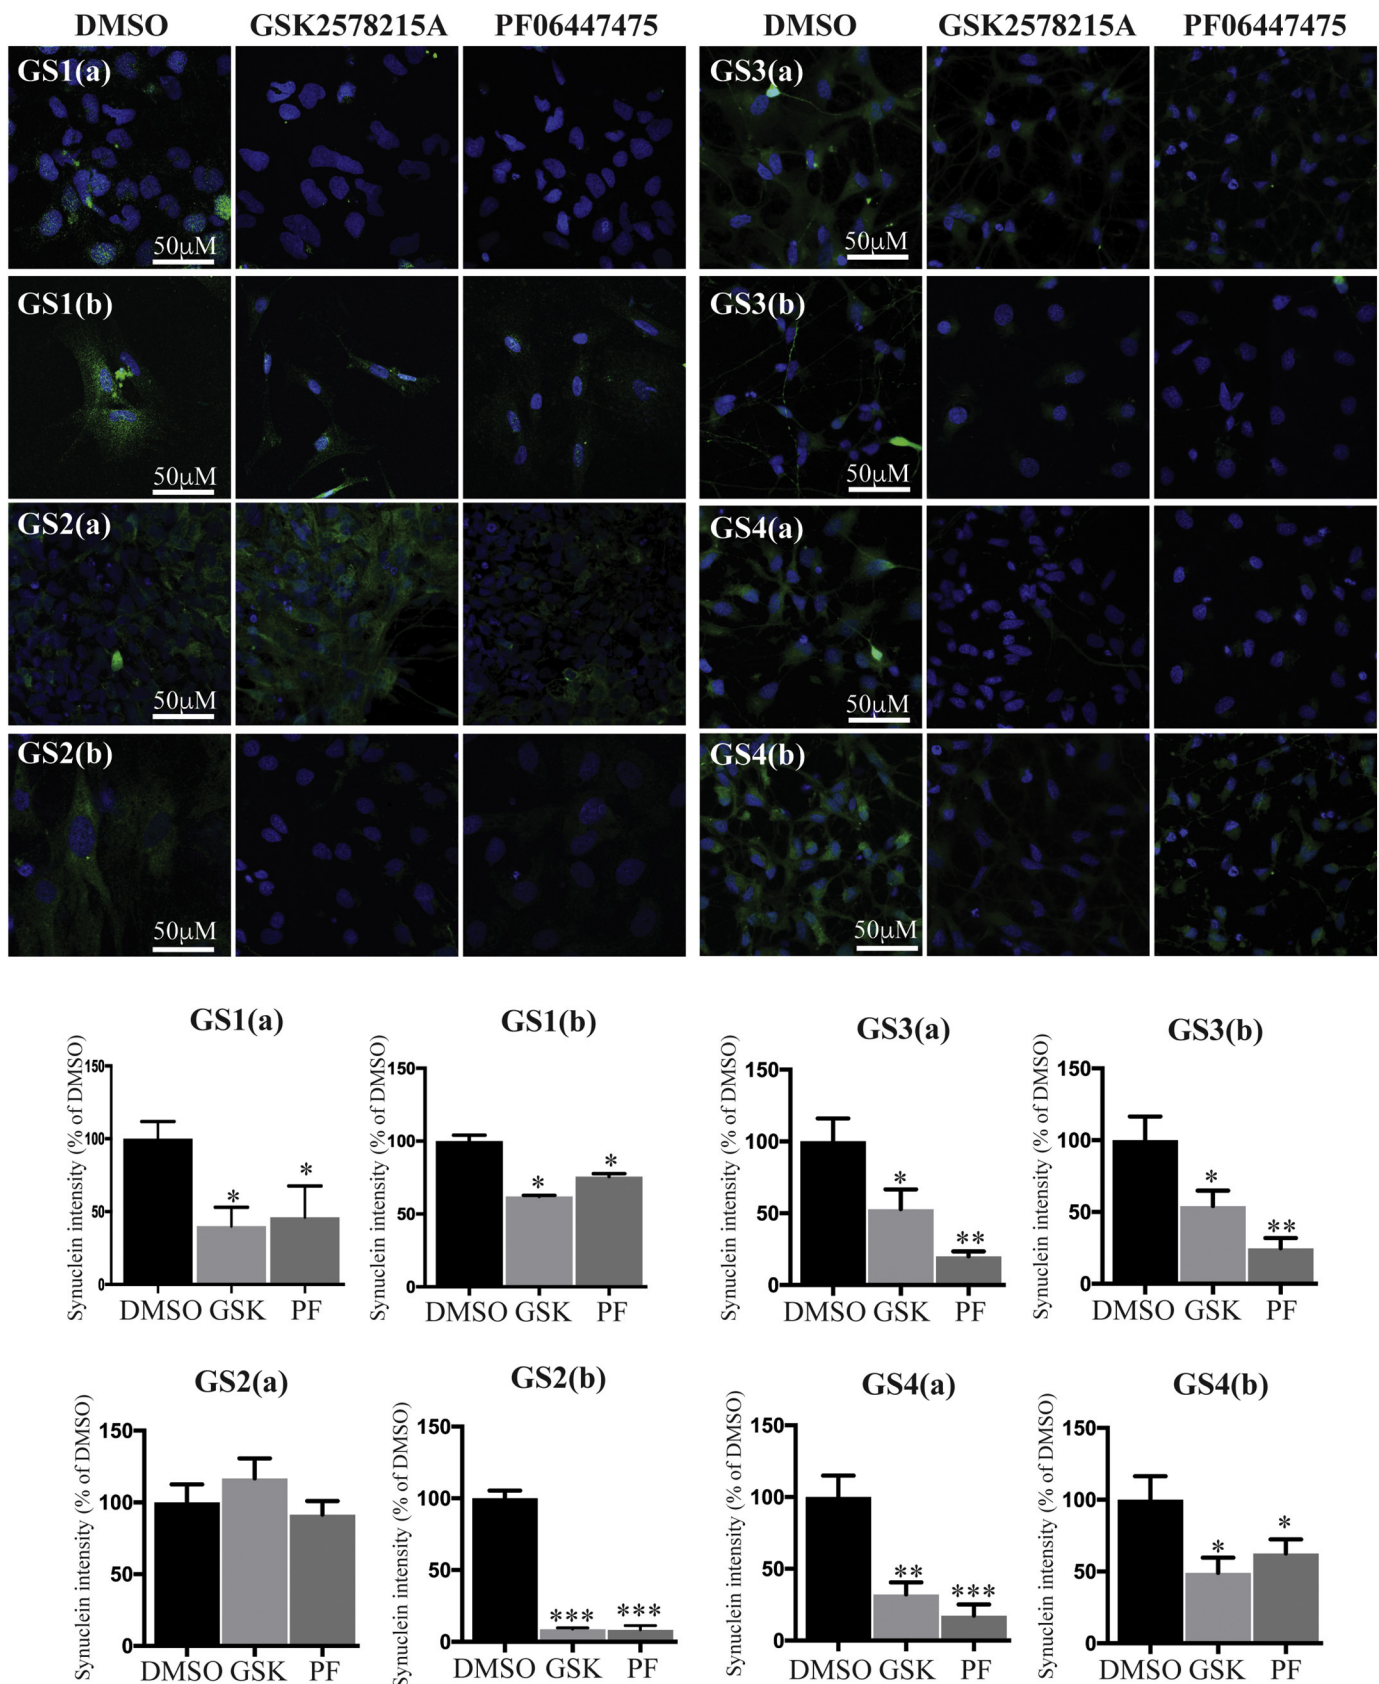 DMSO GSK2578215A PF06447475 DMSO GSK2578215A PF06447475
GS1(a) GS3(a)
50µM 50µM
GS1(b) GS3(b)
50µM 50µM
GS2(a) GS4(a)
50µM 50µM
GS2(b) GS4(b)
50µM 50µM
GS1(a)
Synuclein intensity (% of DMSO)
150
100
50
0
* *
DMSO GSK PF
GS1(b)
Synuclein intensity (% of DMSO)
150
100
50
0
* *
DMSO GSK PF
GS3(a)
Synuclein intensity (% of DMSO)
150
100
50
0
* **
DMSO GSK PF
GS3(b)
Synuclein intensity (% of DMSO)
150
100
50
0
* **
DMSO GSK PF
GS2(a)
Synuclein intensity (% of DMSO)
150
100
50
0
DMSO GSK PF
GS2(b)
Synuclein intensity (% of DMSO)
150
100
50
0
*** ***
DMSO GSK PF
GS4(a)
Synuclein intensity (% of DMSO)
150
100
50
0
** ***
DMSO GSK PF
GS4(b)
Synuclein intensity (% of DMSO)
150
100
50
0
* *
DMSO GSK PF